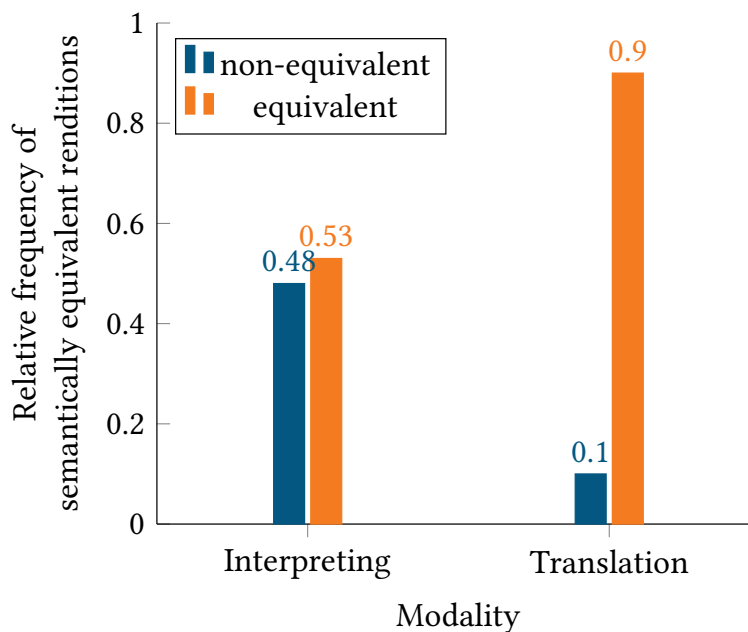 Relative frequency of
semantically equivalent renditions
1
0.8
0.6
0.4
0.2
0
non-equivalent
equivalent
0.48
0.53
0.1
0.9
Interpreting
Translation
Modality